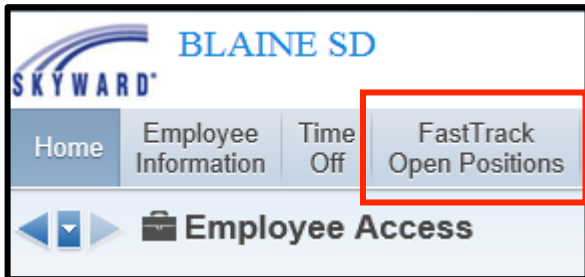 BLAINE SD
SKYWARD®
Home
Employee
Information
Time
Off
FastTrack
Open Positions
Employee Access